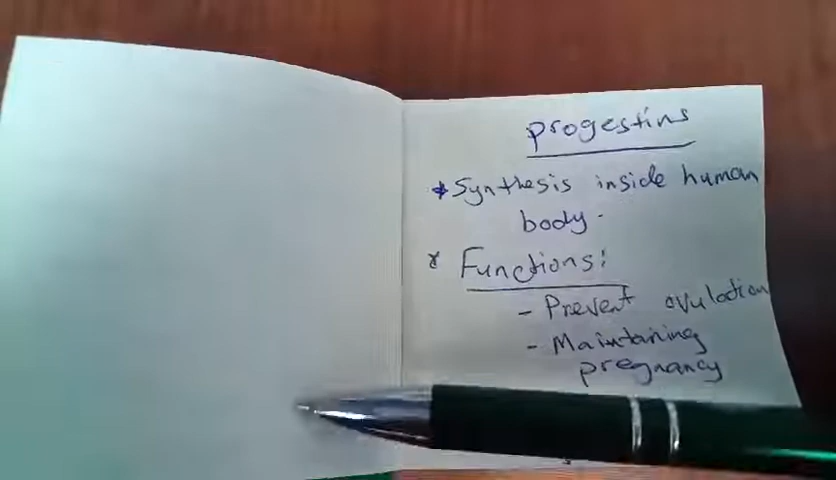 progestins
* Synthesis inside human
body.
* Functions:
- Prevent ovulation
- Maintaining
pregnancy